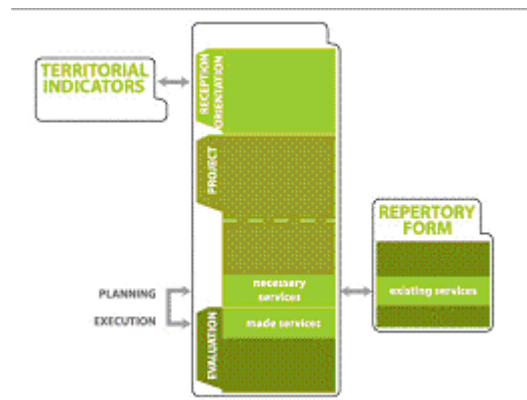 TERRITORIAL
INDICATORS
RECEPTION
ORIENTATION
PROJECT
REPERTORY
FORM
necessary
services
existing services
PLANNING
EXECUTION
made services
EVALUATION